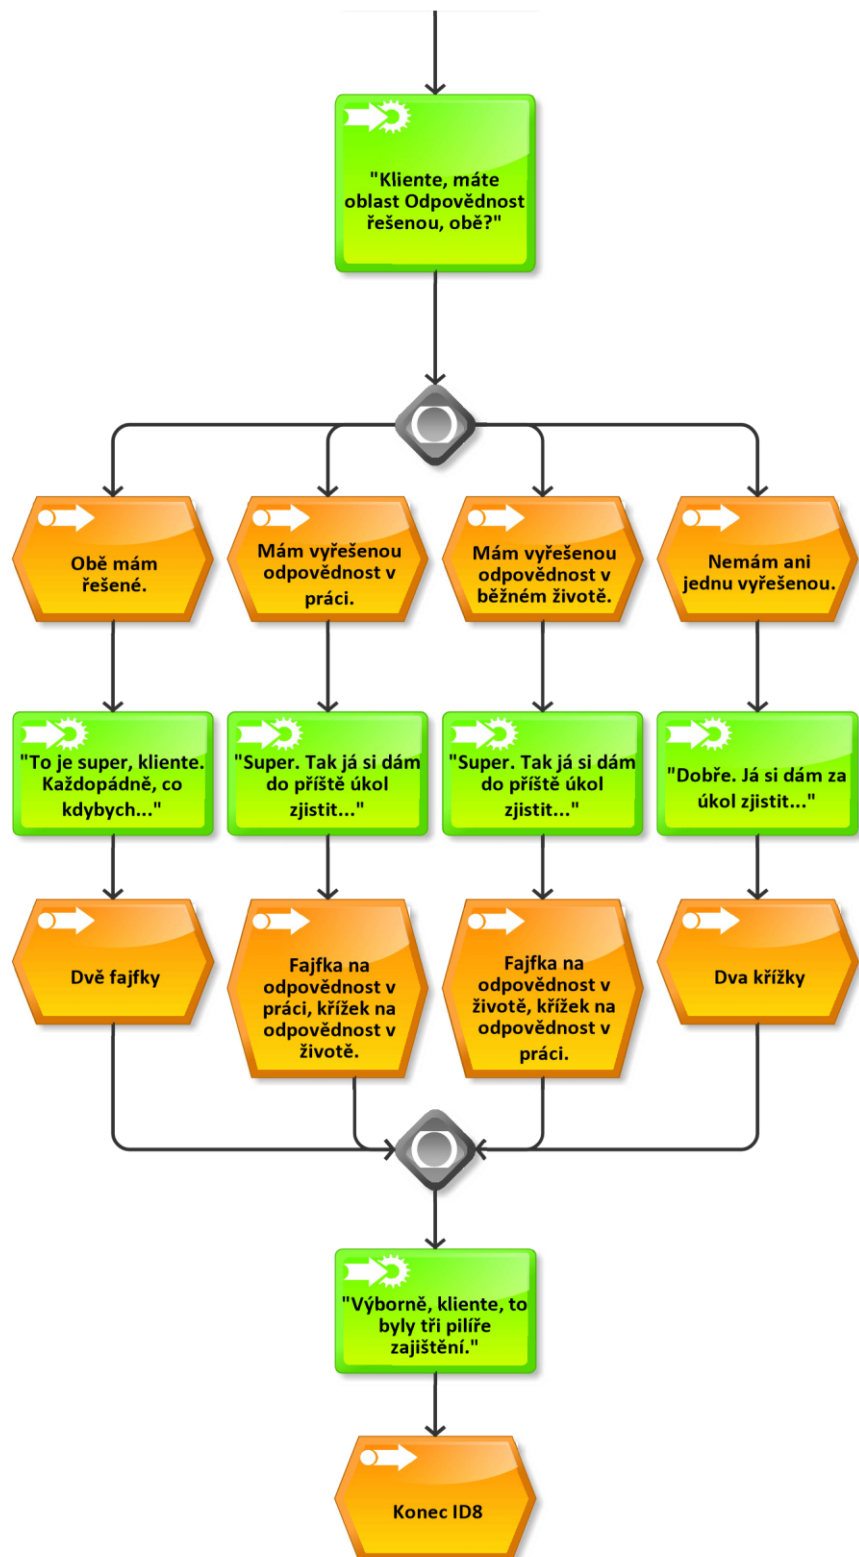 "Kliente, máte
oblast Odpovědnost
řešenou, obě?"
Obě mám
řešené.
Mám vyřešenou
odpovědnost v
práci.
Mám vyřešenou
odpovědnost v
běžném životě.
Nemám ani
jednu vyřešenou.
"To je super, kliente.
Každopádně, co
kdybych..."
"Super. Tak já si dám
do příště úkol
zjistit..."
"Super. Tak já si dám
do příště úkol
zjistit..."
"Dobře. Já si dám za
úkol zjistit..."
Dvě fajfky
Fajfka na
odpovědnost v
práci, křížek na
odpovědnost v
životě.
Fajfka na
odpovědnost v
životě, křížek na
odpovědnost v
práci.
Dva křížky
"Výborně, kliente, to
byly tři pilíře
zajištění."
Konec ID8